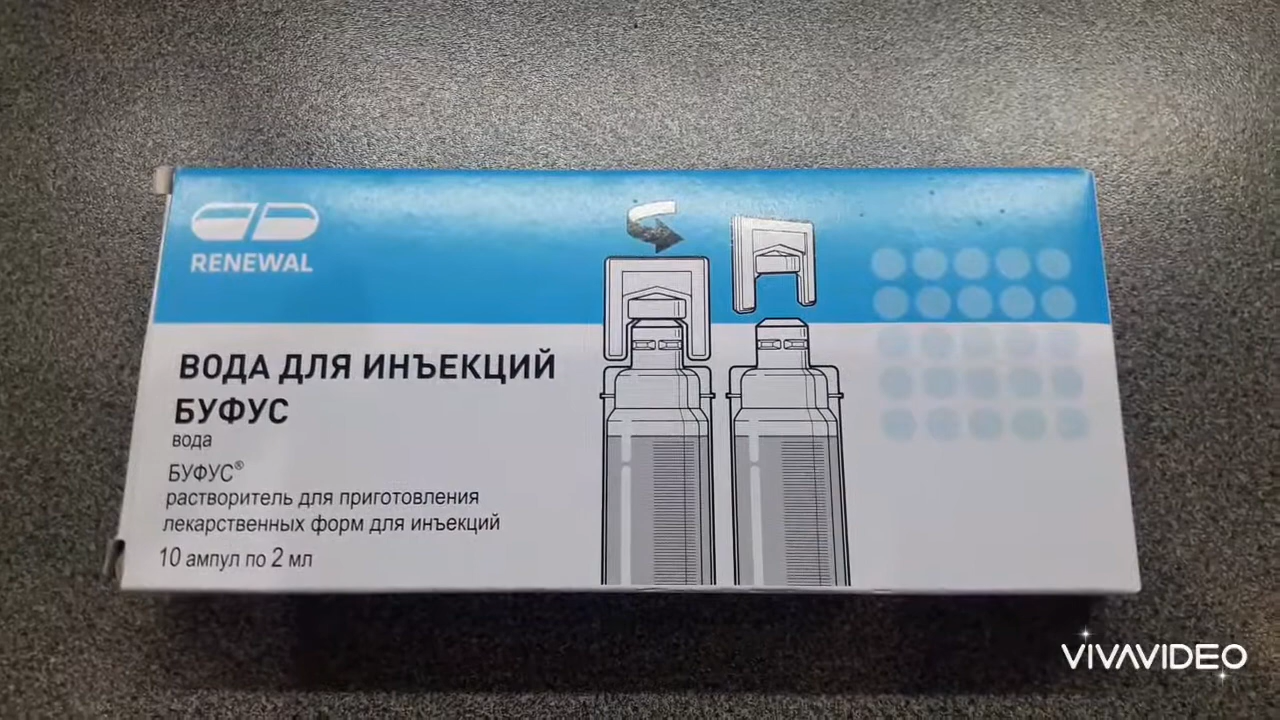 RENEWAL
ВОДА ДЛЯ ИНЪЕКЦИЙ
БУФУС
вода
БУФУС®
растворитель для приготовления
лекарственных форм для инъекций
10 ампул по 2 мл
VIVAVIDEO